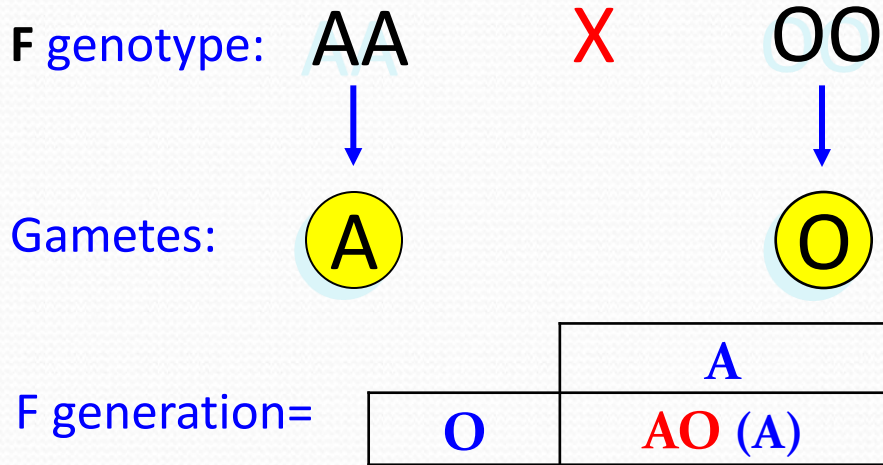 F genotype: AA X OO
Gametes: A O
A
F generation= O AO (A)